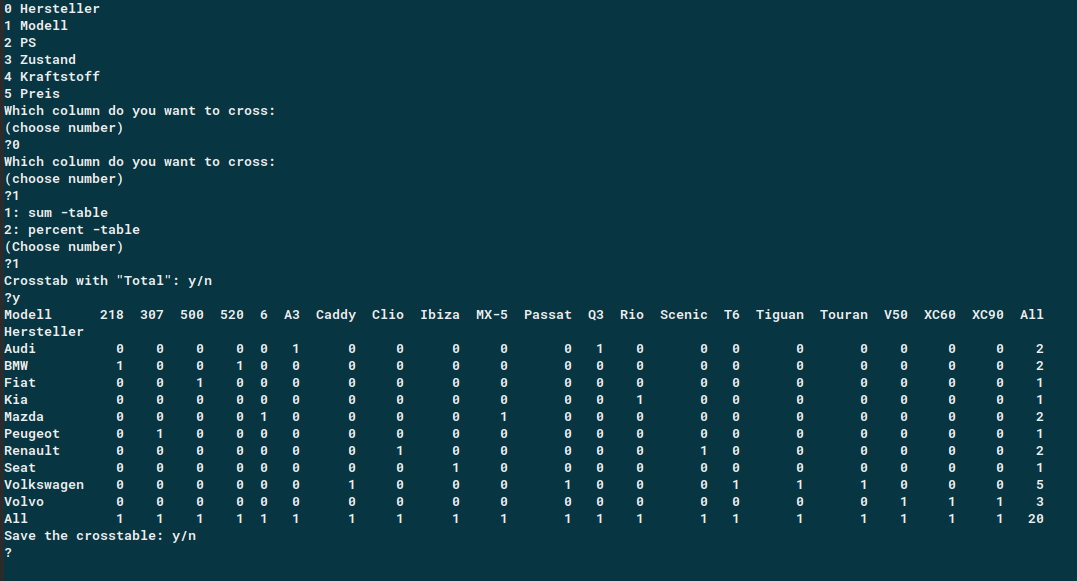 0 Hersteller
1 Modell
2 PS
3 Zustand
4 Kraftstoff
5 Preis
Which column do you want to cross:
(choose number)
?0
Which column do you want to cross:
(choose number)
?1
1: sum -table
2: percent -table
(Choose number)
?1
Crosstab with "Total": y/n
?y
Modell      218  307  500  520  6  A3  Caddy  Clio  Ibiza  MX-5  Passat  Q3  Rio  Scenic  T6  Tiguan  Touran  V50  XC60  XC90  All
Hersteller
Audi          0    0    0    0  0   1      0     0      0     0       0   1    0       0   0       0       0    0     0     0    2
BMW           1    0    0    1  0   0      0     0      0     0       0   0    0       0   0       0       0    0     0     0    2
Fiat          0    0    1    0  0   0      0     0      0     0       0   0    0       0   0       0       0    0     0     0    1
Kia           0    0    0    0  0   0      0     0      0     0       0   0    1       0   0       0       0    0     0     0    1
Mazda         0    0    0    0  1   0      0     0      0     1       0   0    0       0   0       0       0    0     0     0    2
Peugeot       0    1    0    0  0   0      0     0      0     0       0   0    0       0   0       0       0    0     0     0    1
Renault       0    0    0    0  0   0      0     1      0     0       0   0    0       1   0       0       0    0     0     0    2
Seat          0    0    0    0  0   0      0     0      1     0       0   0    0       0   0       0       0    0     0     0    1
Volkswagen    0    0    0    0  0   0      1     0      0     0       1   0    0       0   1       1       1    0     0     0    5
Volvo         0    0    0    0  0   0      0     0      0     0       0   0    0       0   0       0       0    1     1     1    3
All           1    1    1    1  1   1      1     1      1     1       1   1    1       1   1       1       1    1     1     1   20
Save the crosstable: y/n
?